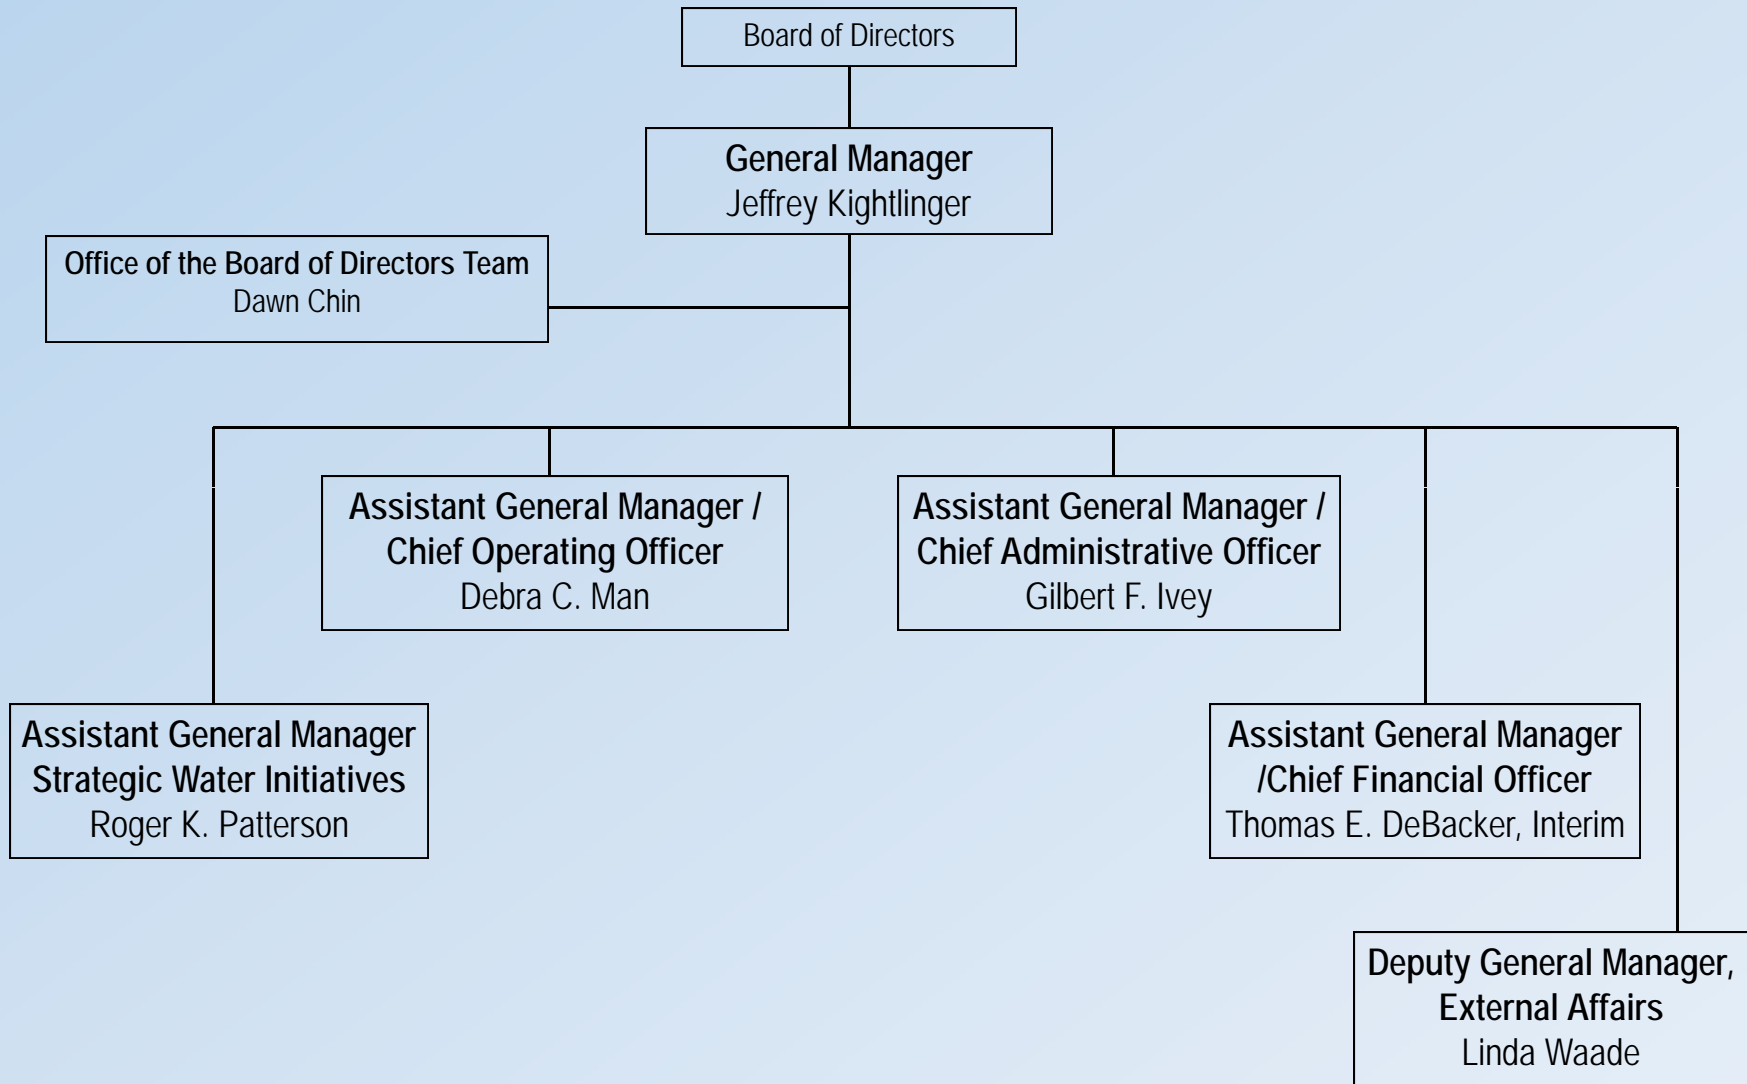 Board of Directors
General Manager
Jeffrey Kightlinger
Office of the Board of Directors Team
Dawn Chin
Assistant General Manager /
Chief Operating Officer
Debra C. Man
Assistant General Manager /
Chief Administrative Officer
Gilbert F. Ivey
Assistant General Manager
Strategic Water Initiatives
Roger K. Patterson
Assistant General Manager
/Chief Financial Officer
Thomas E. DeBacker, Interim
Deputy General Manager,
External Affairs
Linda Waade